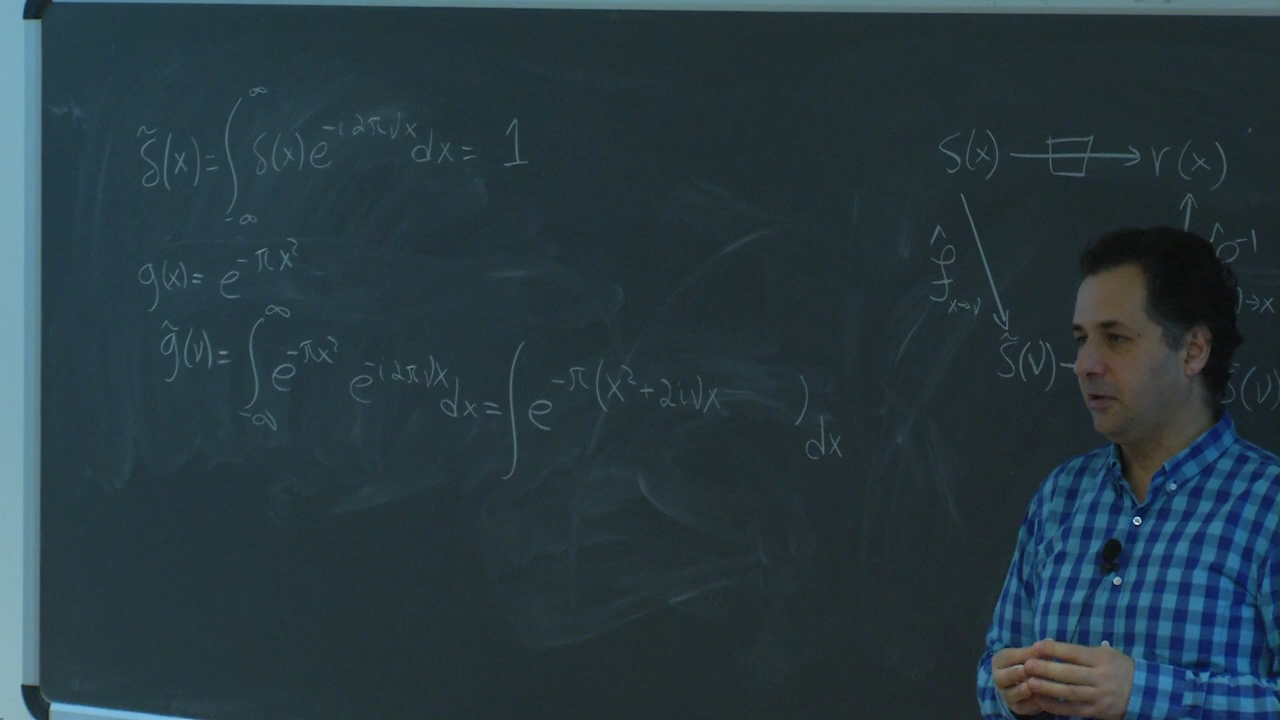 δ̃(x)=∫_{-∞}^{∞} δ(x)e^{-i2πνx}dx= 1
g(x)= e^{-πx²}
g̃(ν)=∫_{-∞}^{∞} e^{-πx²} e^{-i2πνx}dx=∫e^{-π(x²+2iνx )}dx
S(x) → r(x)
ℱ̂_{x→ν}
→x
S̃(ν)
(ν)